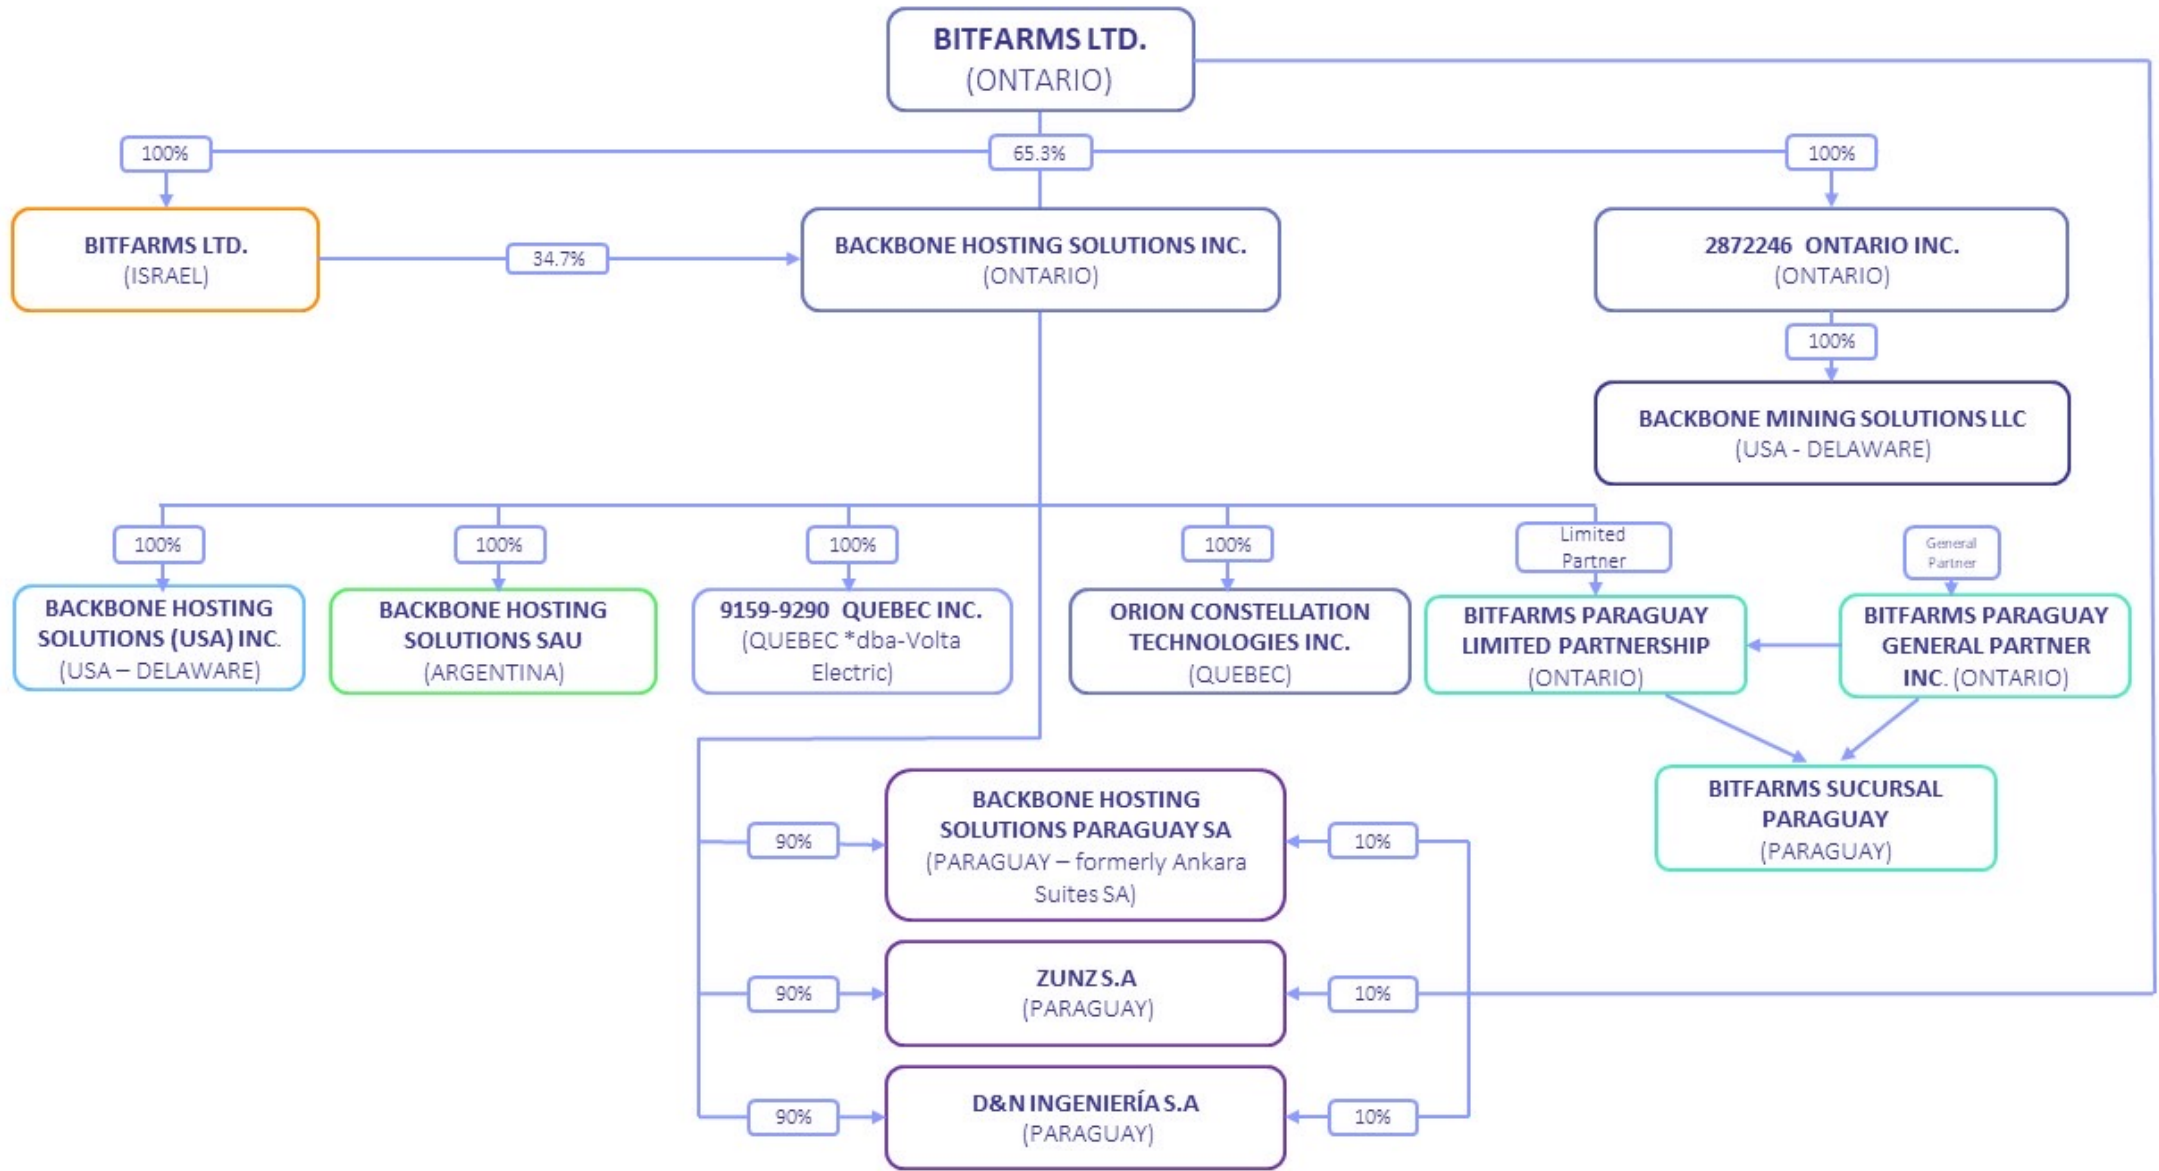 BITFARMS LTD.
(ONTARIO)
100%
65.3%
100%
BITFARMS LTD.
(ISRAEL)
34.7%
BACKBONE HOSTING SOLUTIONS INC.
(ONTARIO)
2872246 ONTARIO INC.
(ONTARIO)
100%
BACKBONE MINING SOLUTIONS LLC
(USA - DELAWARE)
100%
100%
100%
100%
Limited
Partner
General
Partner
BACKBONE HOSTING
SOLUTIONS (USA) INC.
(USA – DELAWARE)
BACKBONE HOSTING
SOLUTIONS SAU
(ARGENTINA)
9159-9290 QUEBEC INC.
(QUEBEC *dba-Volta
Electric)
ORION CONSTELLATION
TECHNOLOGIES INC.
(QUEBEC)
BITFARMS PARAGUAY
LIMITED PARTNERSHIP
(ONTARIO)
BITFARMS PARAGUAY
GENERAL PARTNER
INC. (ONTARIO)
90%
BACKBONE HOSTING
SOLUTIONS PARAGUAY SA
(PARAGUAY – formerly Ankara
Suites SA)
10%
BITFARMS SUCURSAL
PARAGUAY
(PARAGUAY)
90%
ZUNZ S.A
(PARAGUAY)
10%
90%
D&N INGENIERÍA S.A
(PARAGUAY)
10%